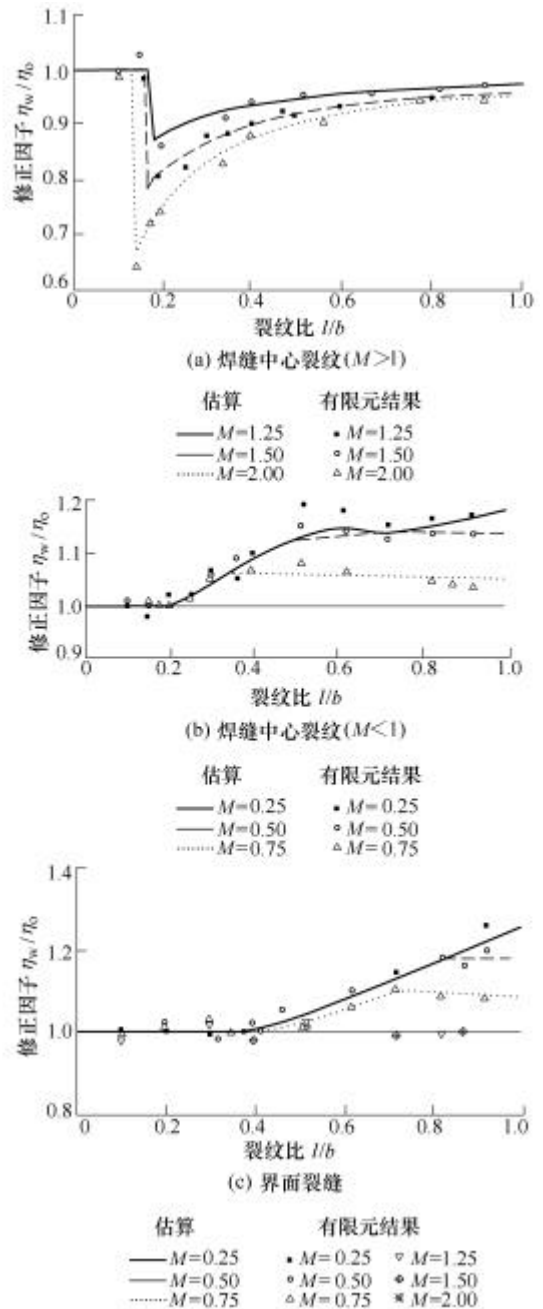 1.1
1.0
0.9
0.8
0.7
0.6
修正因子 ηw/ηo
0 0.2 0.4 0.6 0.8 1.0
裂纹比 l/b
(a) 焊缝中心裂纹(M>1)
估算 有限元结果
M=1.25 M=1.25
M=1.50 M=1.50
M=2.00 M=2.00
1.2
1.1
1.0
0.9
修正因子 ηw/ηo
0 0.2 0.4 0.6 0.8 1.0
裂纹比 l/b
(b) 焊缝中心裂纹(M<1)
估算 有限元结果
M=0.25 M=0.25
M=0.50 M=0.50
M=0.75 M=0.75
1.4
1.2
1.0
0.8
修正因子 ηw/ηo
0 0.2 0.4 0.6 0.8 1.0
裂纹比 l/b
(c) 界面裂缝
估算 有限元结果
M=0.25 M=0.25 M=1.25
M=0.50 M=0.50 M=1.50
M=0.75 M=0.75 M=2.00